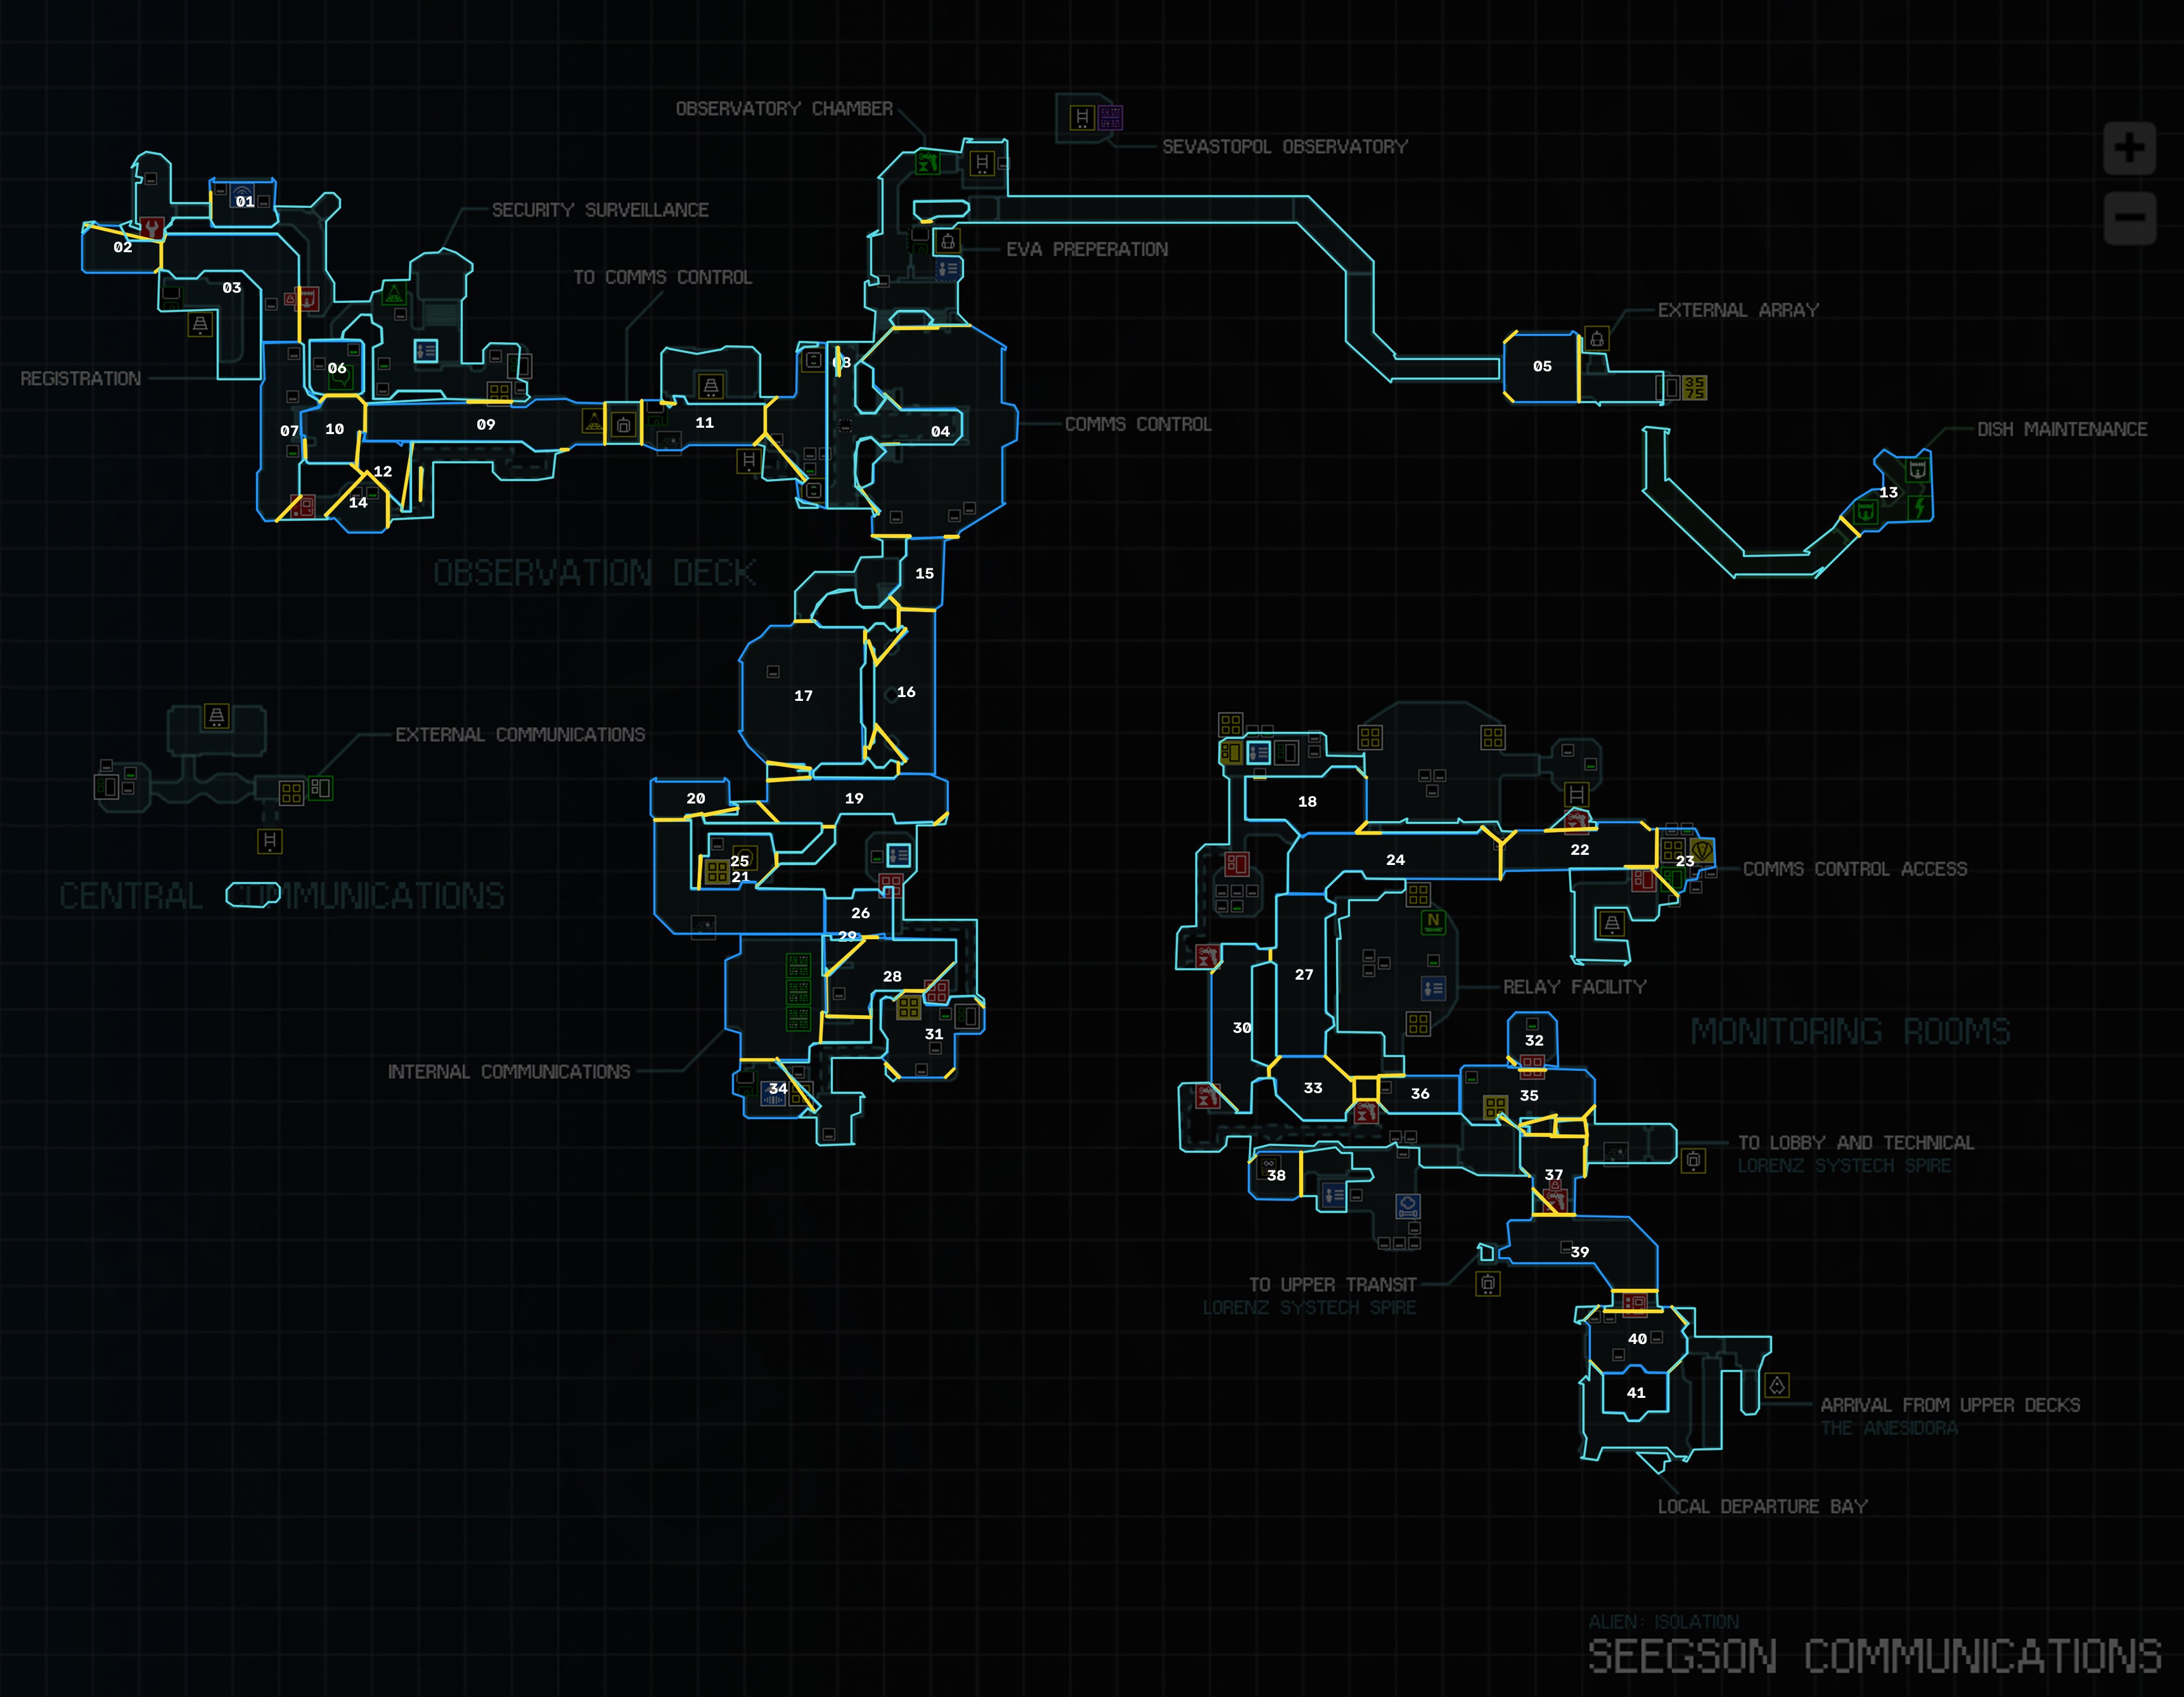 OBSERVATORY CHAMBER
SEVASTOPOL OBSERVATORY
01
SECURITY SURVEILLANCE
02
EVA PREPERATION
TO COMMS CONTROL
03
EXTERNAL ARRAY
08
06
05
REGISTRATION
35
75
COMMS CONTROL
11
09
10
07
04
DISH MAINTENANCE
12
13
14
OBSERVATION DECK
15
16
17
EXTERNAL COMMUNICATIONS
20
19
18
24
22
23
25
21
COMMS CONTROL ACCESS
CENTRAL COMMUNICATIONS
26
N
29
28
27
RELAY FACILITY
30
31
32
MONITORING ROOMS
INTERNAL COMMUNICATIONS
34
33
36
35
TO LOBBY AND TECHNICAL
LORENZ SYSTECH SPIRE
38
37
39
TO UPPER TRANSIT
LORENZ SYSTECH SPIRE
40
41
ARRIVAL FROM UPPER DECKS
THE ANESIDORA
LOCAL DEPARTURE BAY
ALIEN: ISOLATION
SEEGSON COMMUNICATIONS